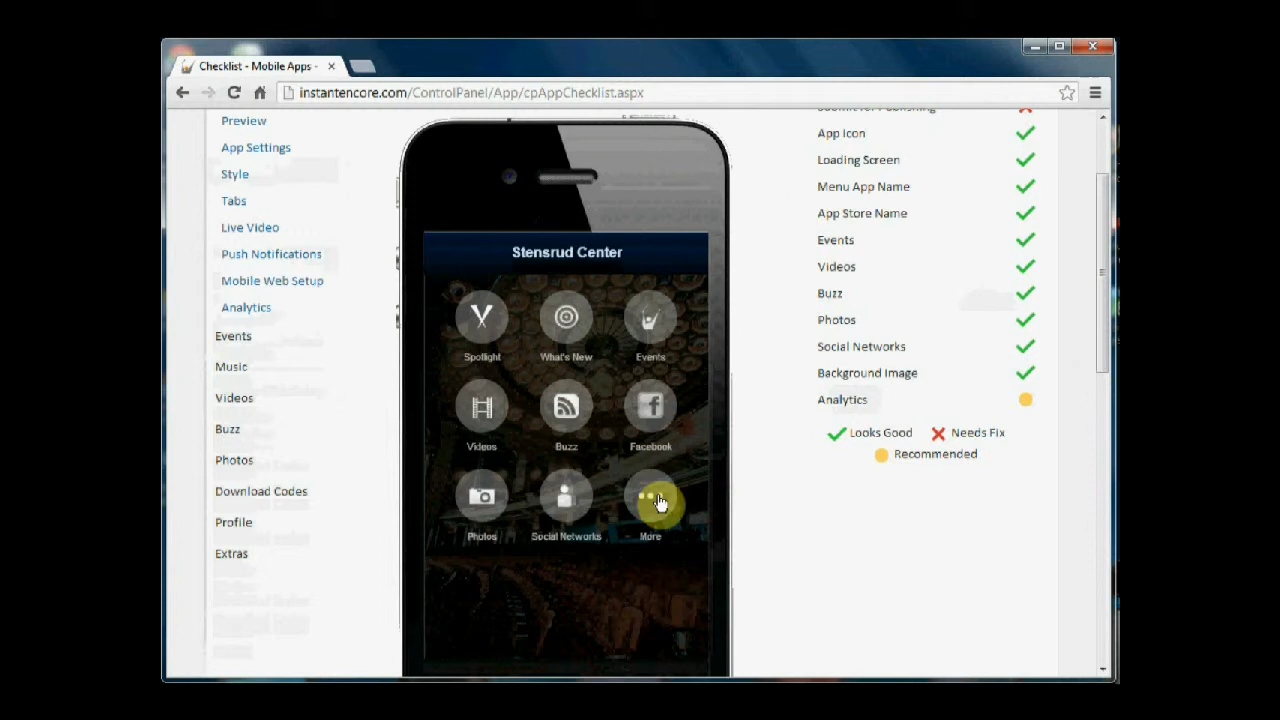 Checklist - Mobile Apps -
instantencore.com/ControlPanel/App/cpAppChecklist.aspx
Preview
App Settings
Style
Tabs
Live Video
Push Notifications
Mobile Web Setup
Analytics
Events
Music
Videos
Buzz
Photos
Download Codes
Profile
Extras
Stensrud Center
Spotlight What's New Events
Videos Buzz Facebook
Photos Social Networks More
Submit for Publishing
App Icon
Loading Screen
Menu App Name
App Store Name
Events
Videos
Buzz
Photos
Social Networks
Background Image
Analytics
Looks Good Needs Fix
Recommended